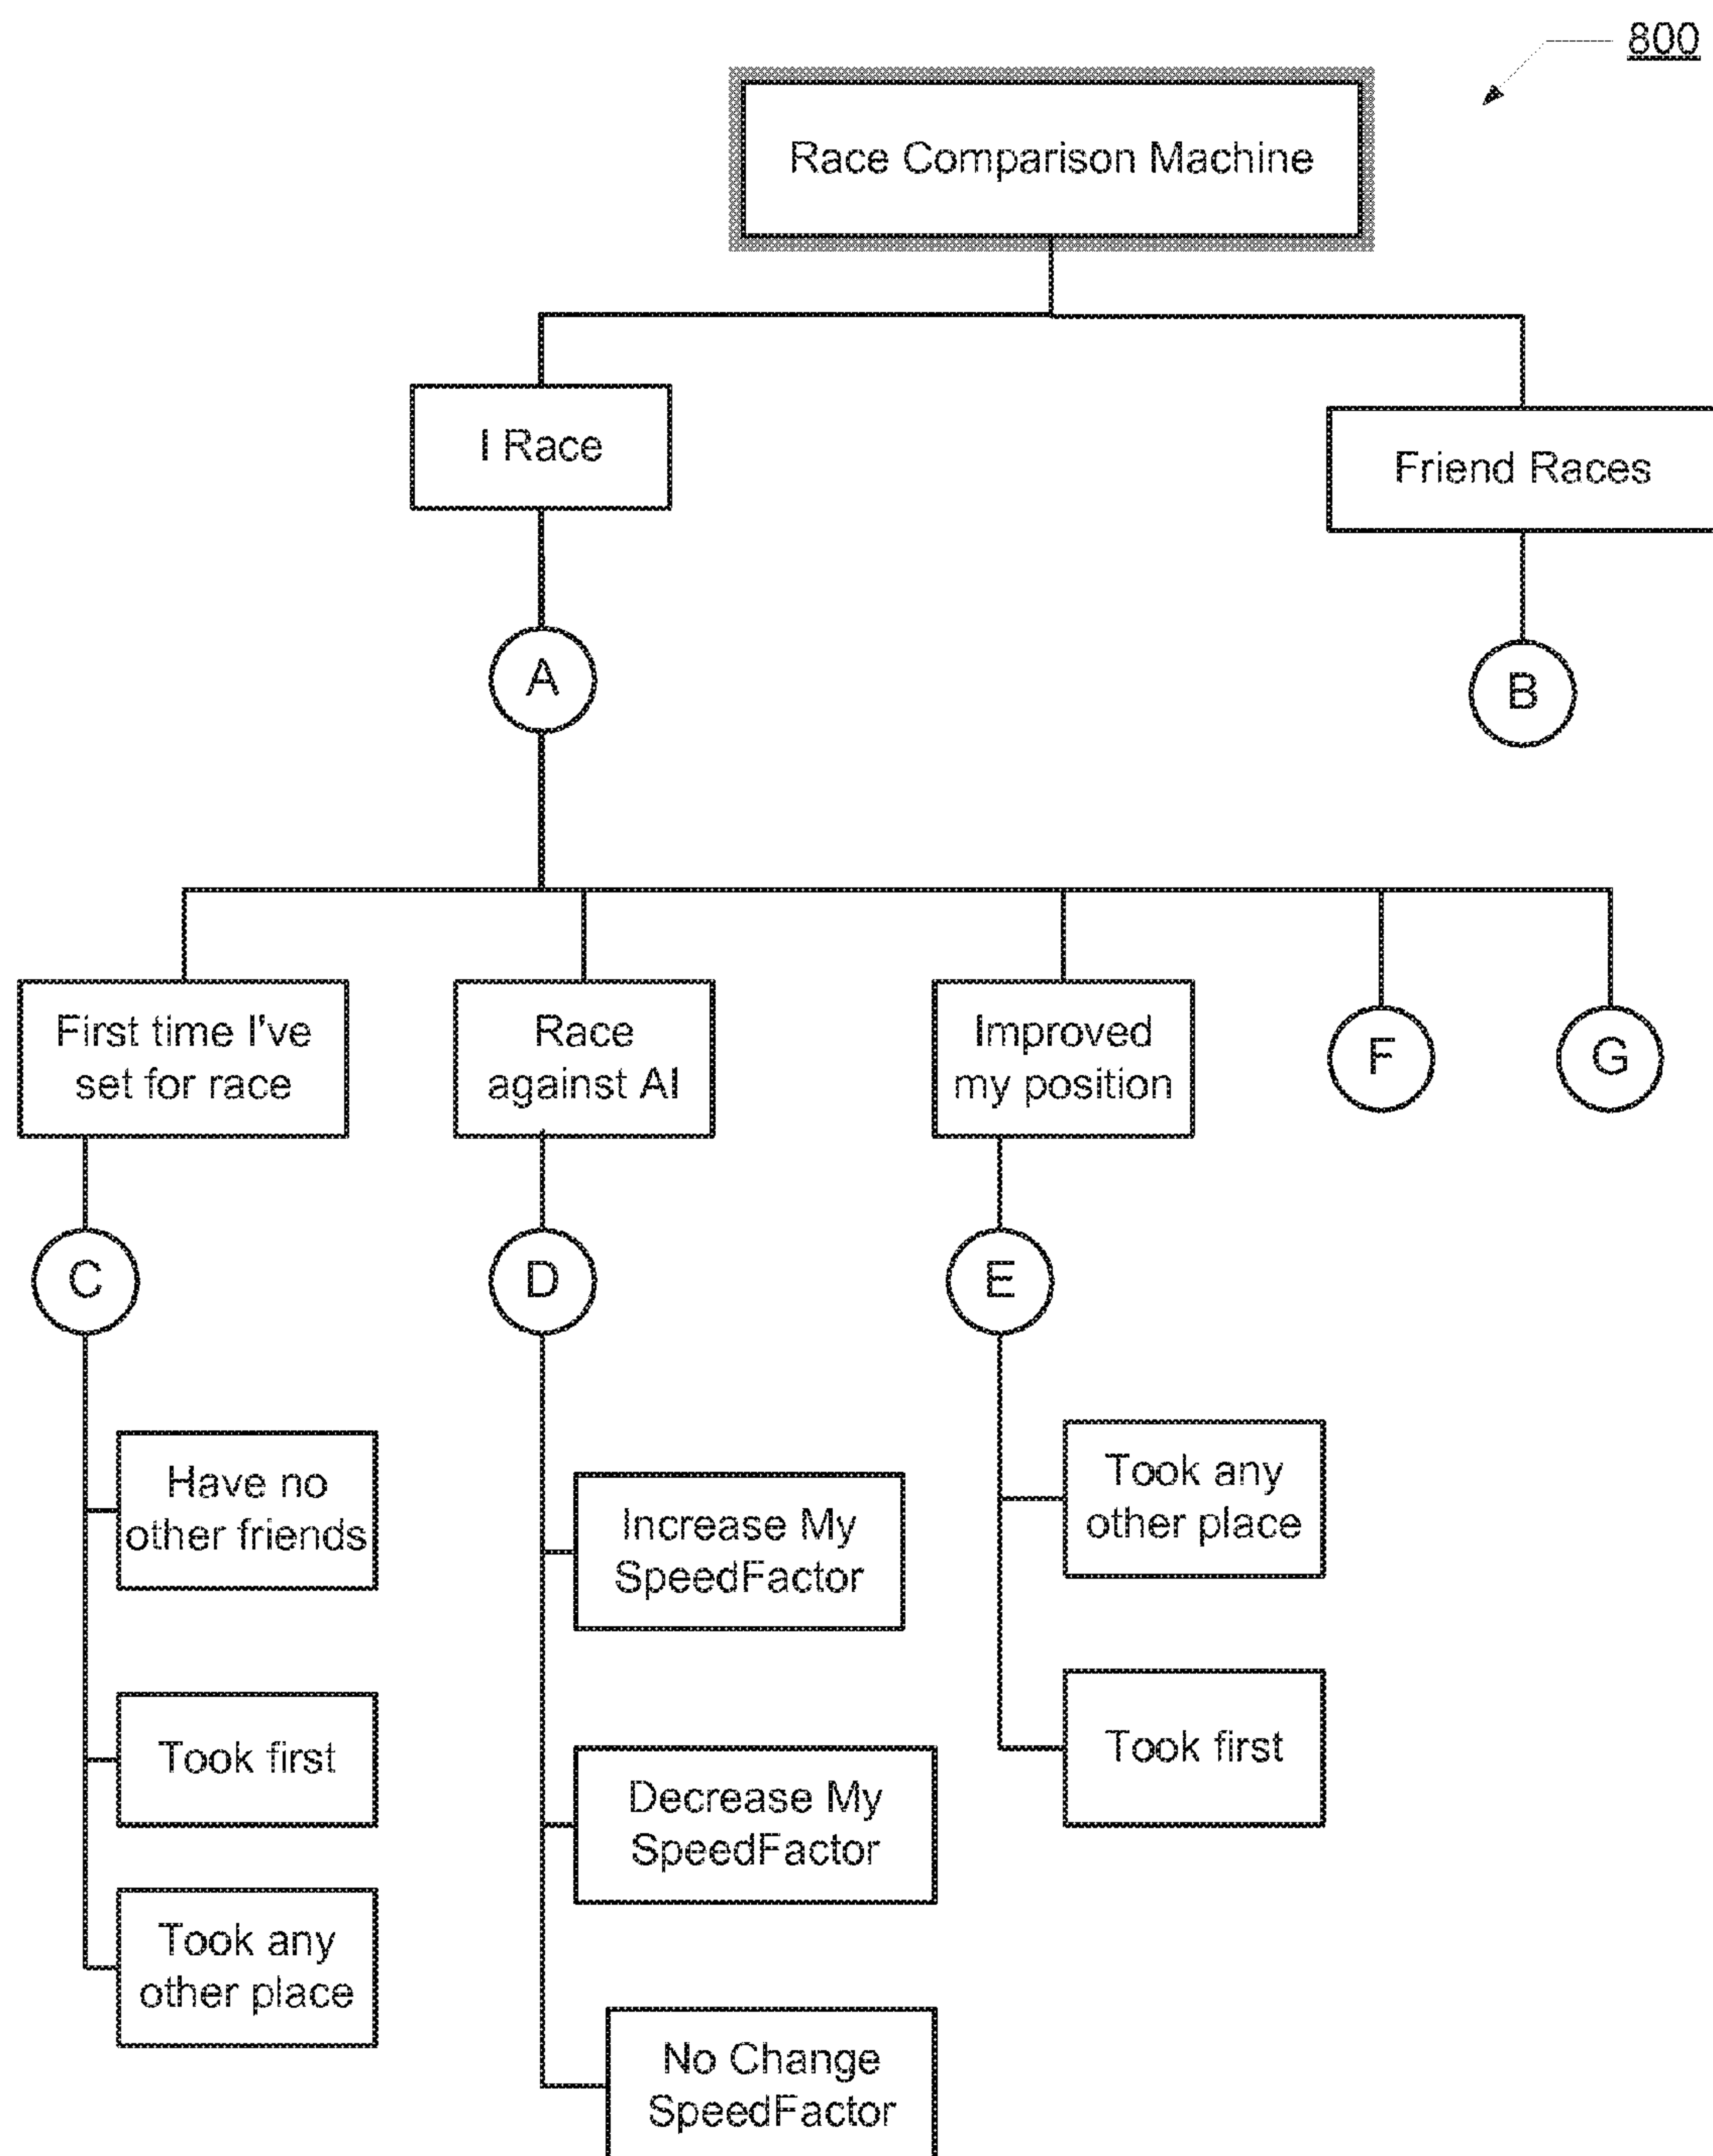 800
Race Comparison Machine
I Race
Friend Races
A
B
First time I've
set for race
Race
against AI
Improved
my position
F
G
C
D
E
Have no
other friends
Took first
Took any
other place
Increase My
SpeedFactor
Decrease My
SpeedFactor
No Change
SpeedFactor
Took any
other place
Took first